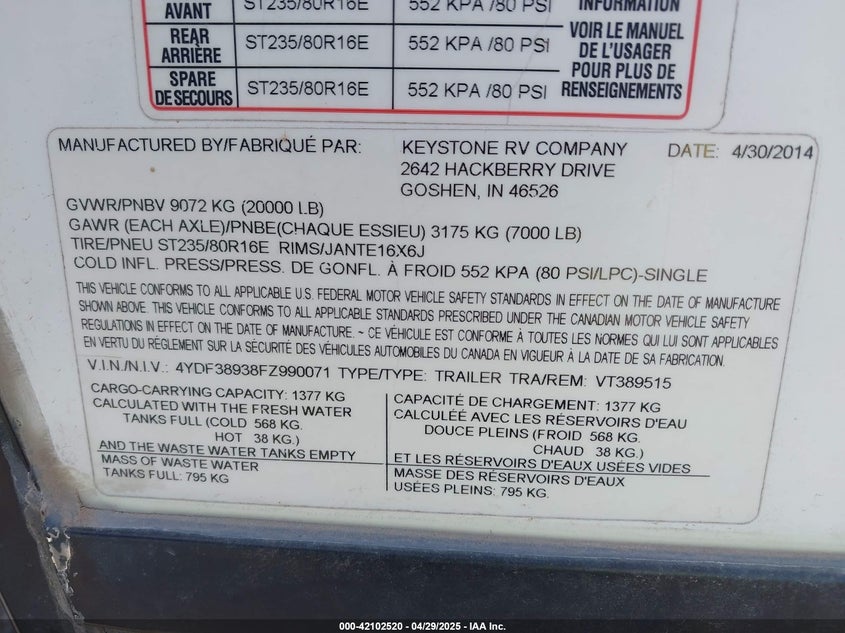 AVANT ST235/80R16E 552 KPA /80 PSI INFORMATION
REAR
ARRIÈRE ST235/80R16E 552 KPA /80 PSI
SPARE
DE SECOURS ST235/80R16E 552 KPA /80 PSI
VOIR LE MANUEL
DE L'USAGER
POUR PLUS DE
RENSEIGNEMENTS
MANUFACTURED BY/FABRIQUÉ PAR: KEYSTONE RV COMPANY DATE: 4/30/2014
2642 HACKBERRY DRIVE
GOSHEN, IN 46526
GVWR/PNBV 9072 KG (20000 LB)
GAWR (EACH AXLE)/PNBE(CHAQUE ESSIEU) 3175 KG (7000 LB)
TIRE/PNEU ST235/80R16E RIMS/JANTE16X6J
COLD INFL. PRESS/PRESS. DE GONFL. À FROID 552 KPA (80 PSI/LPC)-SINGLE
THIS VEHICLE CONFORMS TO ALL APPLICABLE U.S. FEDERAL MOTOR VEHICLE SAFETY STANDARDS IN EFFECT ON THE DATE OF MANUFACTURE
SHOWN ABOVE. THIS VEHICLE CONFORMS TO ALL APPLICABLE STANDARDS PRESCRIBED UNDER THE CANADIAN MOTOR VEHICLE SAFETY
REGULATIONS IN EFFECT ON THE DATE OF MANUFACTURE. ~ CE VÉHICULE EST CONFORME À TOUTES LES NORMES QUI LUI SONT APPLICABLES
EN VERTU DU RÉGLEMENT SUR LA SÉCURITÉ DES VÉHICULES AUTOMOBILES DU CANADA EN VIGUEUR À LA DATE DE SA FABRICATION.
V.I.N./N.I.V.: 4YDF38938FZ990071 TYPE/TYPE: TRAILER TRA/REM: VT389515
CARGO-CARRYING CAPACITY: 1377 KG
CALCULATED WITH THE FRESH WATER
TANKS FULL (COLD 568 KG.
HOT 38 KG.)
AND THE WASTE WATER TANKS EMPTY
MASS OF WASTE WATER
TANKS FULL: 795 KG
CAPACITÉ DE CHARGEMENT: 1377 KG
CALCULÉE AVEC LES RÉSERVOIRS D'EAU
DOUCE PLEINS (FROID 568 KG.
CHAUD 38 KG.)
ET LES RÉSERVOIRS D'EAUX USÉES VIDES
MASSE DES RÉSERVOIRS D'EAUX
USÉES PLEINS: 795 KG.
000-42102520 - 04/29/2025 - IAA Inc.